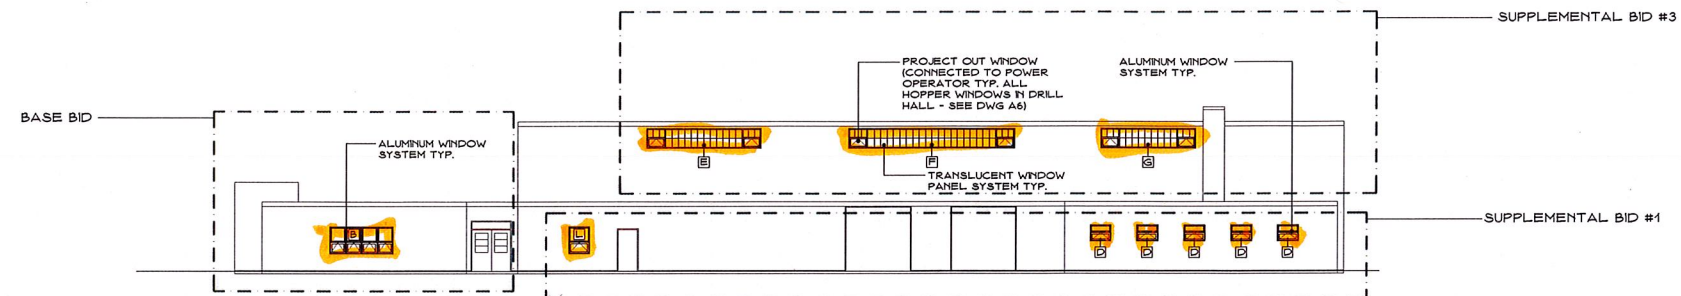 SUPPLEMENTAL BID #3
PROJECT OUT WINDOW
(CONNECTED TO POWER
OPERATOR TYP. ALL
HOPPER WINDOWS IN DRILL
HALL - SEE DWG A6)
ALUMINUM WINDOW
SYSTEM TYP.
BASE BID
ALUMINUM WINDOW
SYSTEM TYP.
E
F
G
TRANSLUCENT WINDOW
PANEL SYSTEM TYP.
SUPPLEMENTAL BID #1
B
L
D
D
D
D
D